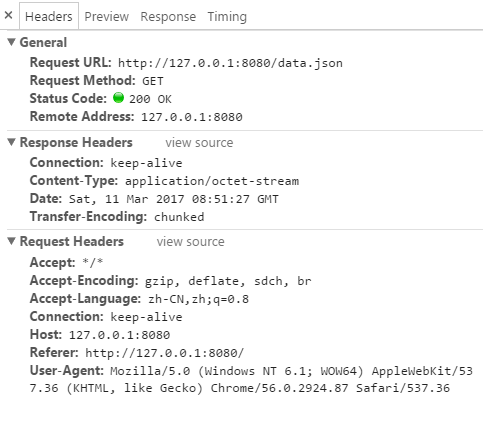 × Headers Preview Response Timing
▼ General
Request URL: http://127.0.0.1:8080/data.json
Request Method: GET
Status Code: 200 OK
Remote Address: 127.0.0.1:8080
▼ Response Headers view source
Connection: keep-alive
Content-Type: application/octet-stream
Date: Sat, 11 Mar 2017 08:51:27 GMT
Transfer-Encoding: chunked
▼ Request Headers view source
Accept: */*
Accept-Encoding: gzip, deflate, sdch, br
Accept-Language: zh-CN,zh;q=0.8
Connection: keep-alive
Host: 127.0.0.1:8080
Referer: http://127.0.0.1:8080/
User-Agent: Mozilla/5.0 (Windows NT 6.1; WOW64) AppleWebKit/53
7.36 (KHTML, like Gecko) Chrome/56.0.2924.87 Safari/537.36